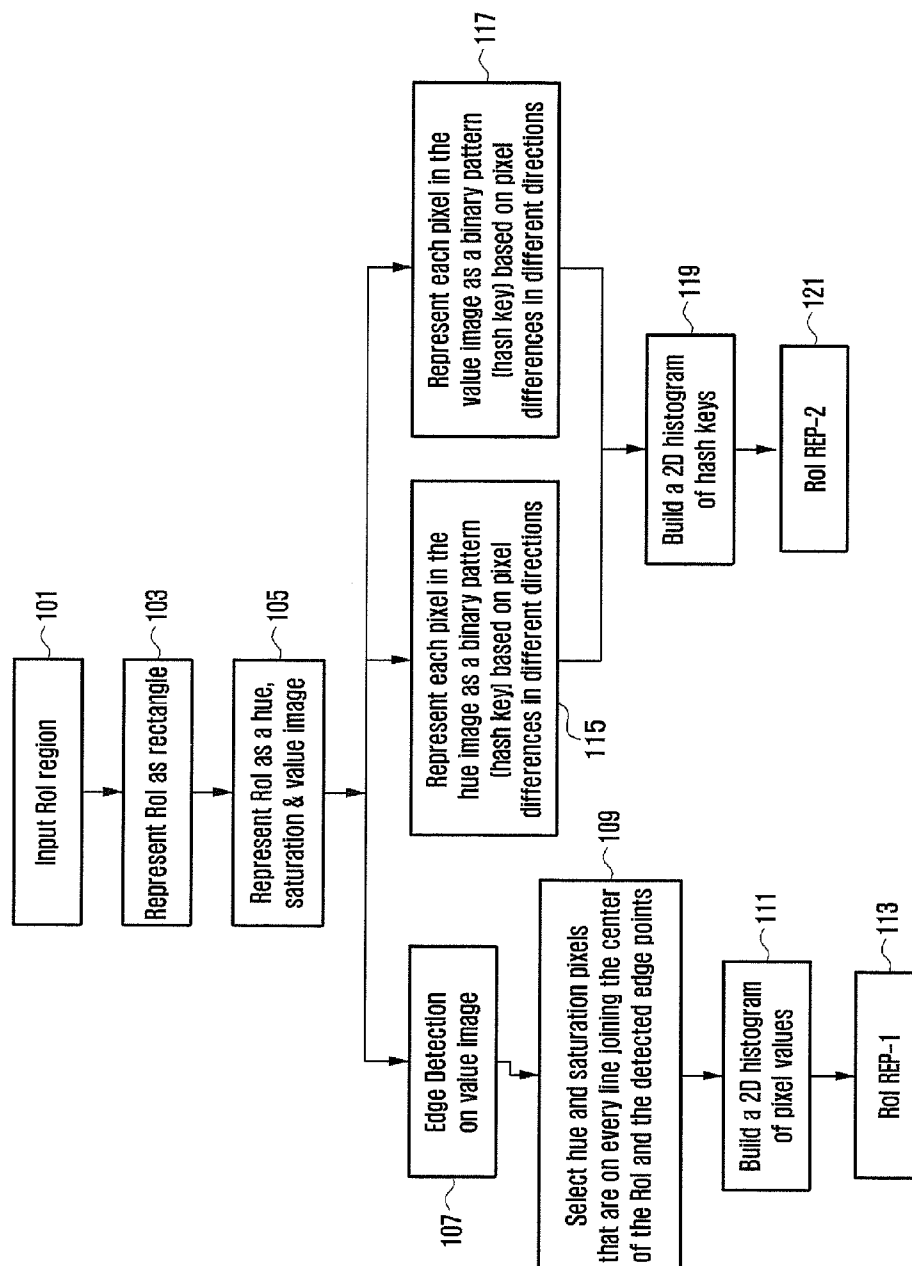 Input RoI region
101
Represent RoI as rectangle
103
Represent RoI as a hue,
saturation & value image
105
Edge Detection
on value image
107
Select hue and saturation pixels
that are on every line joining the center
of the RoI and the detected edge points
109
Build a 2D histogram
of pixel values
111
RoI REP-1
113
Represent each pixel in the
hue image as a binary pattern
(hash key) based on pixel
differences in different directions
115
Represent each pixel in the
value image as a binary pattern
(hash key) based on pixel
differences in different directions
117
Build a 2D histogram
of hash keys
119
RoI REP-2
121